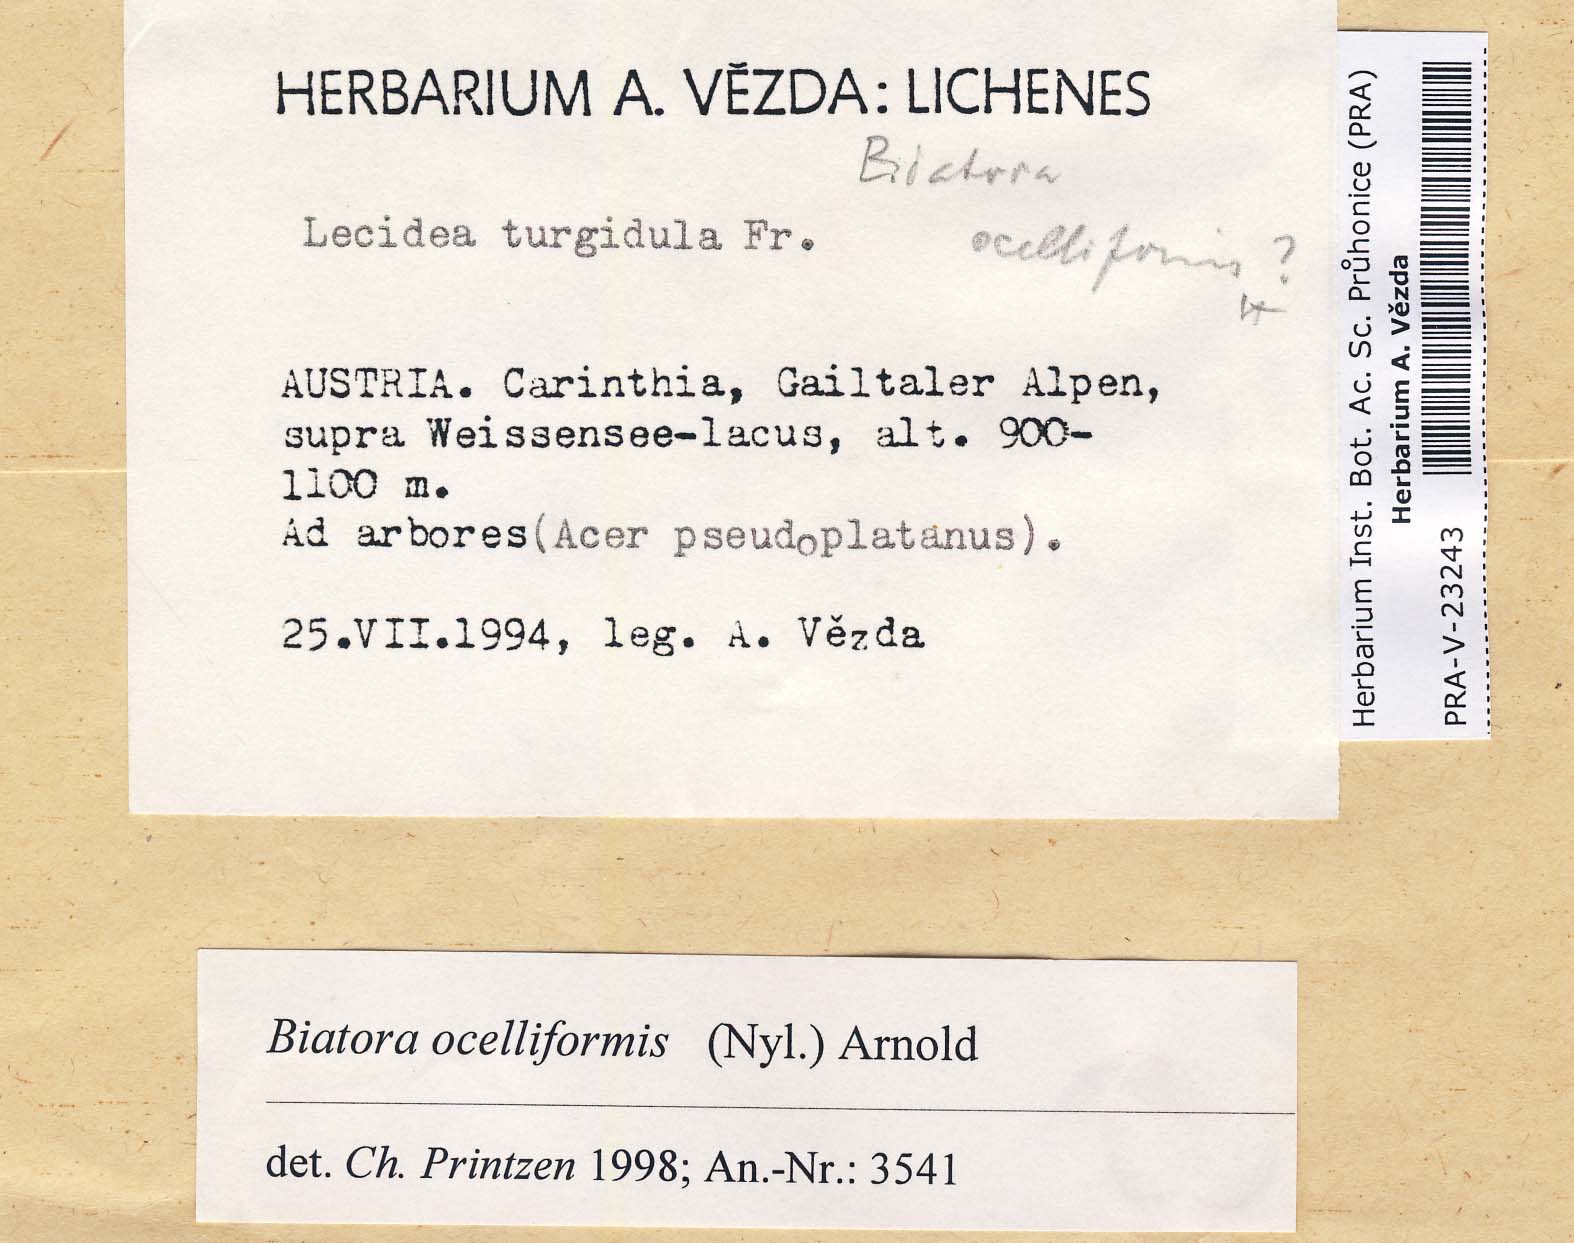 HERBARIUM A. VĚZDA: LICHENES
Biatora
Lecidea turgidula Fr.
ocelliformis ?
AUSTRIA. Carinthia, Gailtaler Alpen,
supra Weissensee-lacus, alt. 900-
1100 m.
Ad arbores(Acer pseudoplatanus).
25.VII.1994, leg. A. Vězda
Herbarium Inst. Bot. Ac. Sc. Průhonice (PRA)
Herbarium A. Vězda
PRA-V-23243
Biatora ocelliformis (Nyl.) Arnold
det. Ch. Printzen 1998; An.-Nr.: 3541